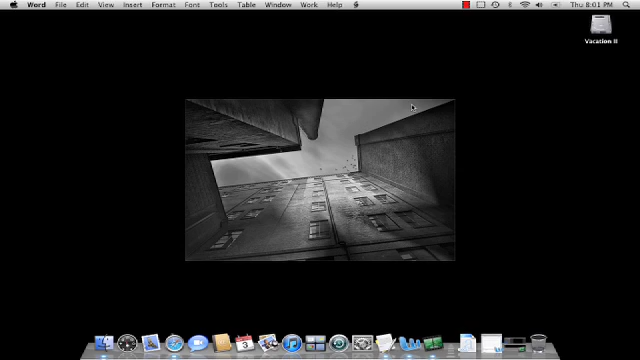 Word File Edit View Insert Format Font Tools Table Window Work Help Thu 8:01 PM
Vacation II
3